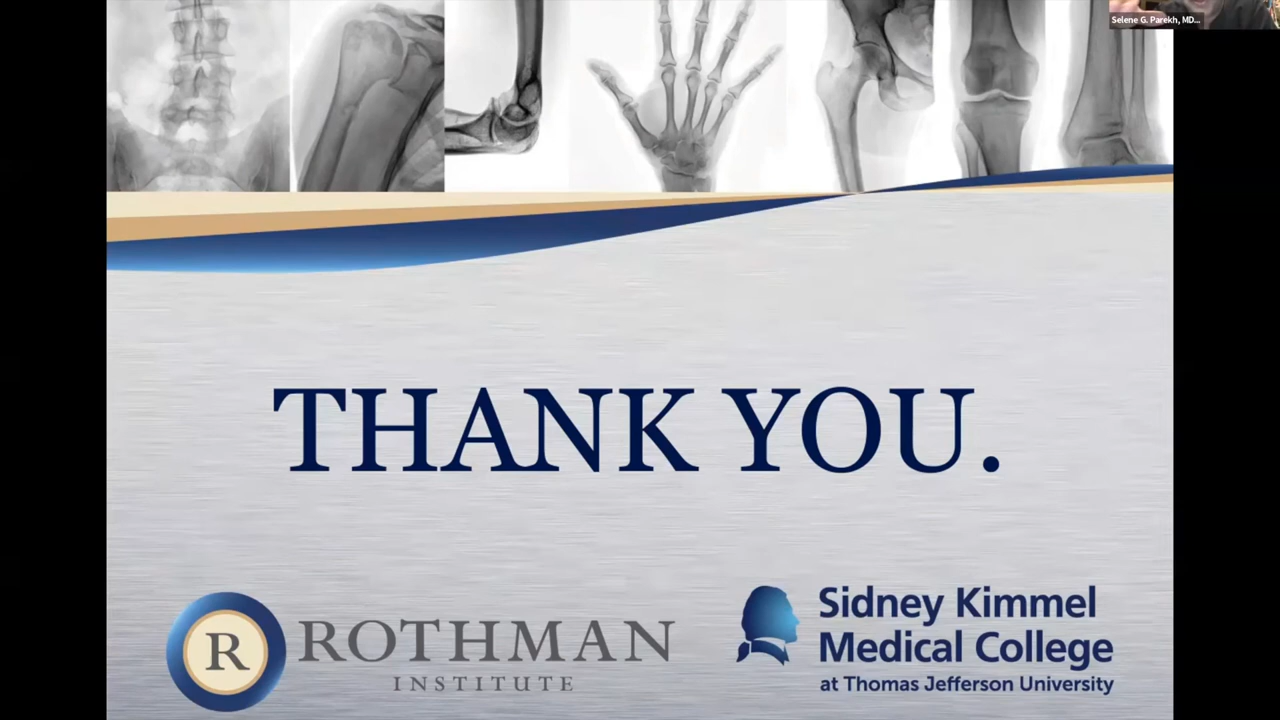 Selene G. Parekh, MD...
THANK YOU.
R
ROTHMAN
INSTITUTE
Sidney Kimmel
Medical College
at Thomas Jefferson University